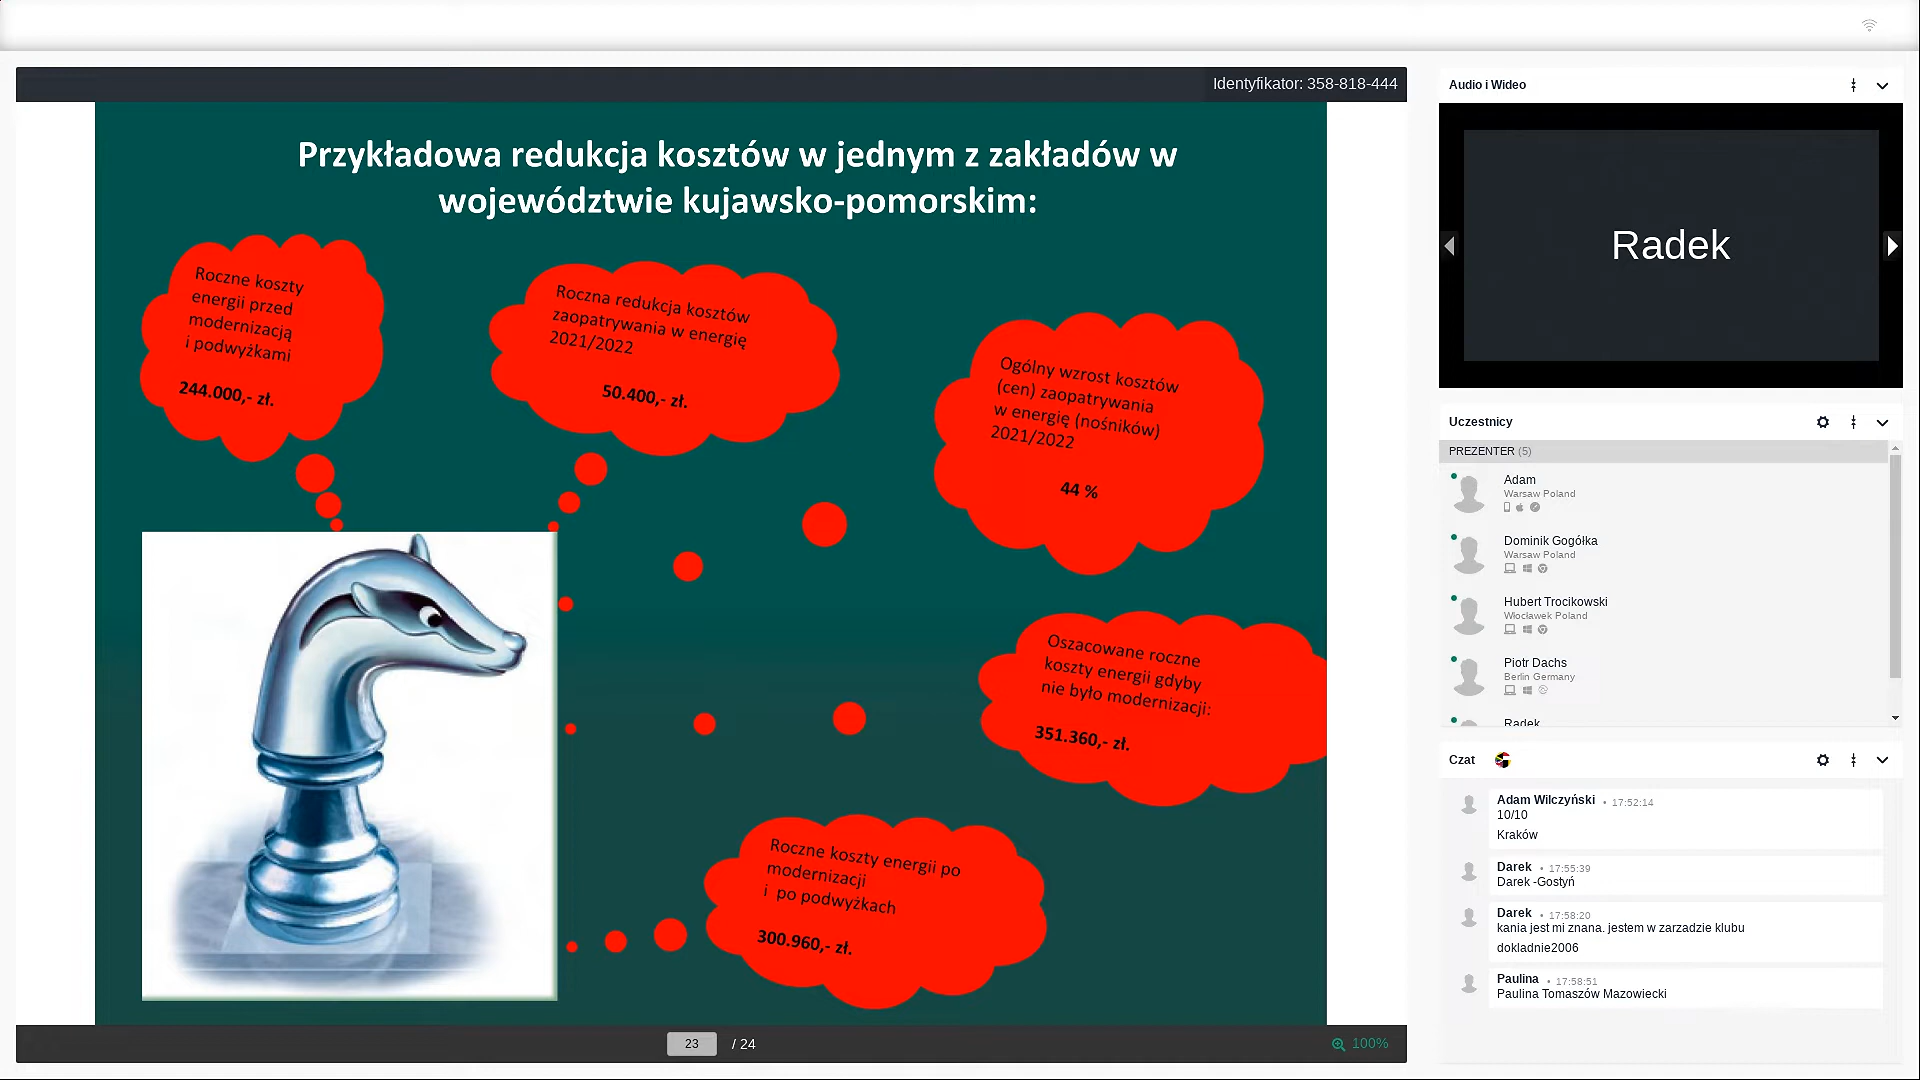 Identyfikator: 358-818-444
Przykładowa redukcja kosztów w jednym z zakładów w
województwie kujawsko-pomorskim:
Roczne koszty
energii przed
modernizacją
i podwyżkami
244.000,- zł.
Roczna redukcja kosztów
zaopatrywania w energię
2021/2022
50.400,- zł.
Ogólny wzrost kosztów
(cen) zaopatrywania
w energię (nośników)
2021/2022
44 %
Oszacowane roczne
koszty energii gdyby
nie było modernizacji:
351.360,- zł.
Roczne koszty energii po
modernizacji
i po podwyżkach
300.960,- zł.
23 / 24
100%
Audio i Wideo
Radek
Uczestnicy
PREZENTER (5)
Adam
Warsaw Poland
Dominik Gogółka
Warsaw Poland
Hubert Trocikowski
Włocławek Poland
Piotr Dachs
Berlin Germany
Radek
Czat
Adam Wilczyński • 17:52:14
10/10
Kraków
Darek • 17:55:39
Darek -Gostyń
Darek • 17:58:20
kania jest mi znana. jestem w zarzadzie klubu
dokladnie2006
Paulina • 17:58:51
Paulina Tomaszów Mazowiecki